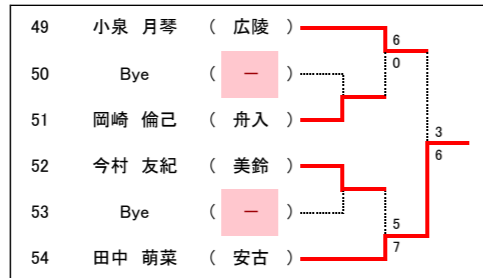 49 小泉 月琴 ( 広陵 )
6
0
50 Bye ( ー )
51 岡崎 倫己 ( 舟入 )
3
6
52 今村 友紀 ( 美鈴 )
53 Bye ( ー )
5
7
54 田中 萌菜 ( 安古 )